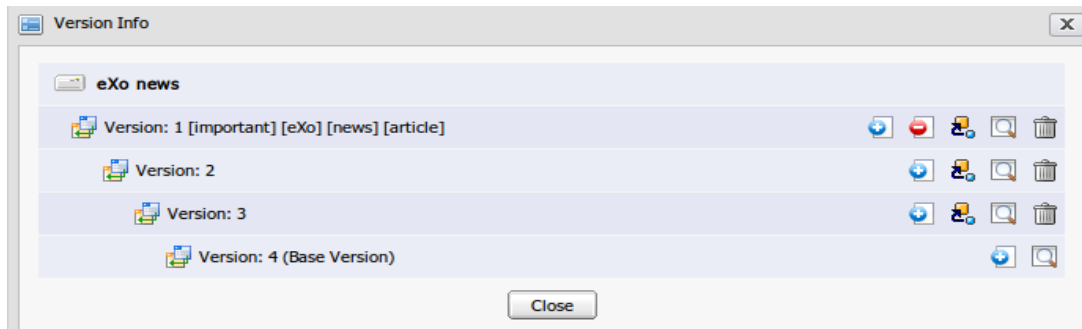 Version Info
eXo news
Version: 1 [important] [eXo] [news] [article]
Version: 2
Version: 3
Version: 4 (Base Version)
Close